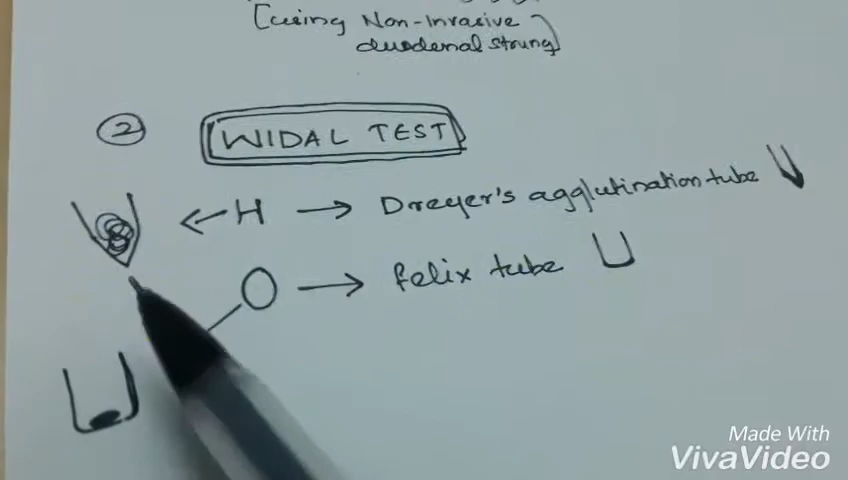 [using Non-Invasive
duodenal string]
2
WIDAL TEST
← H → Dreyer's agglutination tube
O → felix tube
Made With
VivaVideo